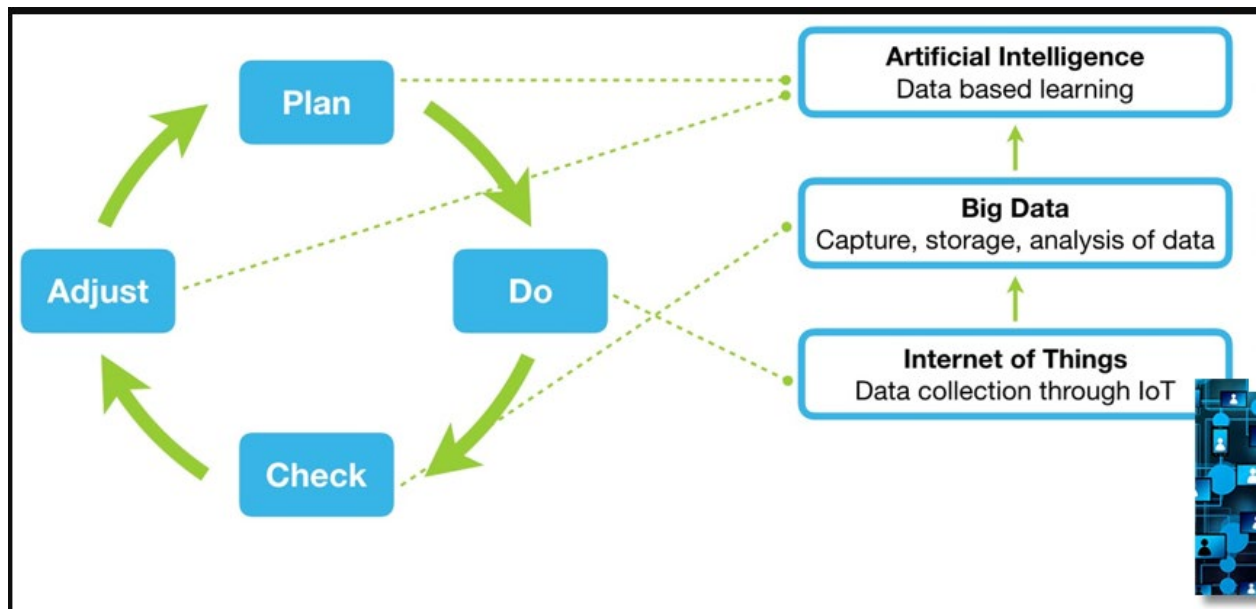 Plan
Do
Check
Adjust
Artificial Intelligence
Data based learning
Big Data
Capture, storage, analysis of data
Internet of Things
Data collection through IoT